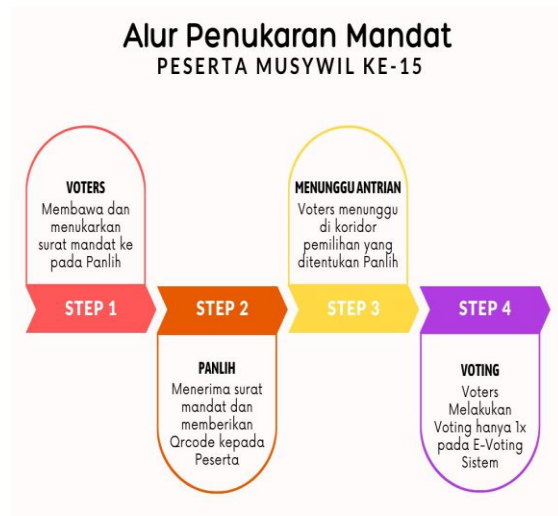 Alur Penukaran Mandat
PESERTA MUSYWIL KE-15
VOTERS
Membawa dan
menukarkan
surat mandat ke
pada Panlih
STEP 1
STEP 2
PANLIH
Menerima surat
mandat dan
memberikan
Qrcode kepada
Peserta
MENUNGGU ANTRIAN
Voters menunggu
di koridor
pemilihan yang
ditentukan Panlih
STEP 3
STEP 4
VOTING
Voters
Melakukan
Voting hanya 1x
pada E-Voting
Sistem